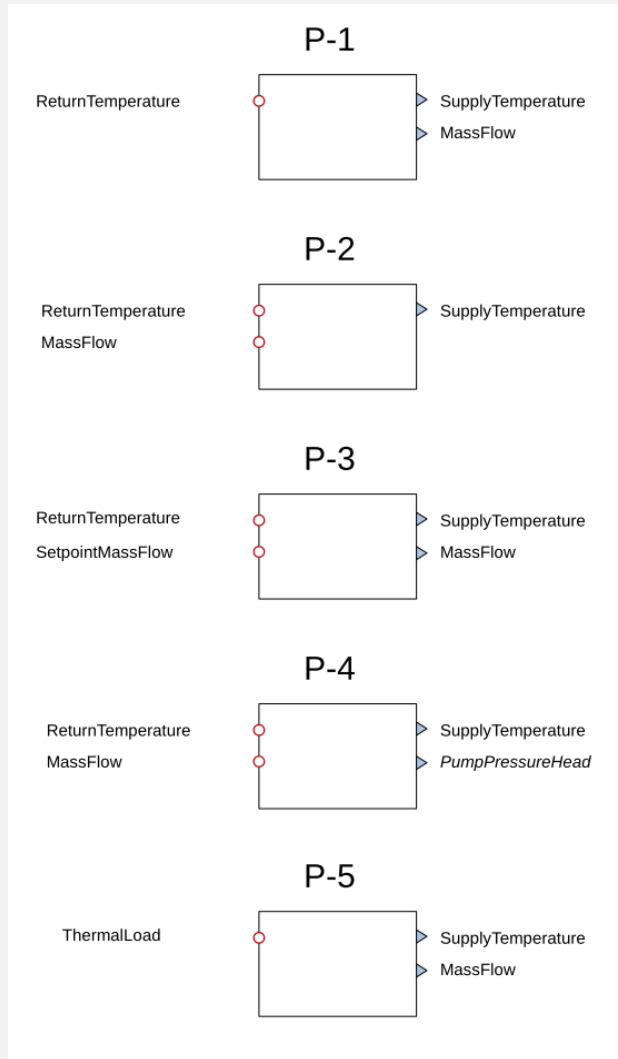 P-1
ReturnTemperature SupplyTemperature
MassFlow
P-2
ReturnTemperature SupplyTemperature
MassFlow
P-3
ReturnTemperature SupplyTemperature
SetpointMassFlow MassFlow
P-4
ReturnTemperature SupplyTemperature
MassFlow PumpPressureHead
P-5
ThermalLoad SupplyTemperature
MassFlow